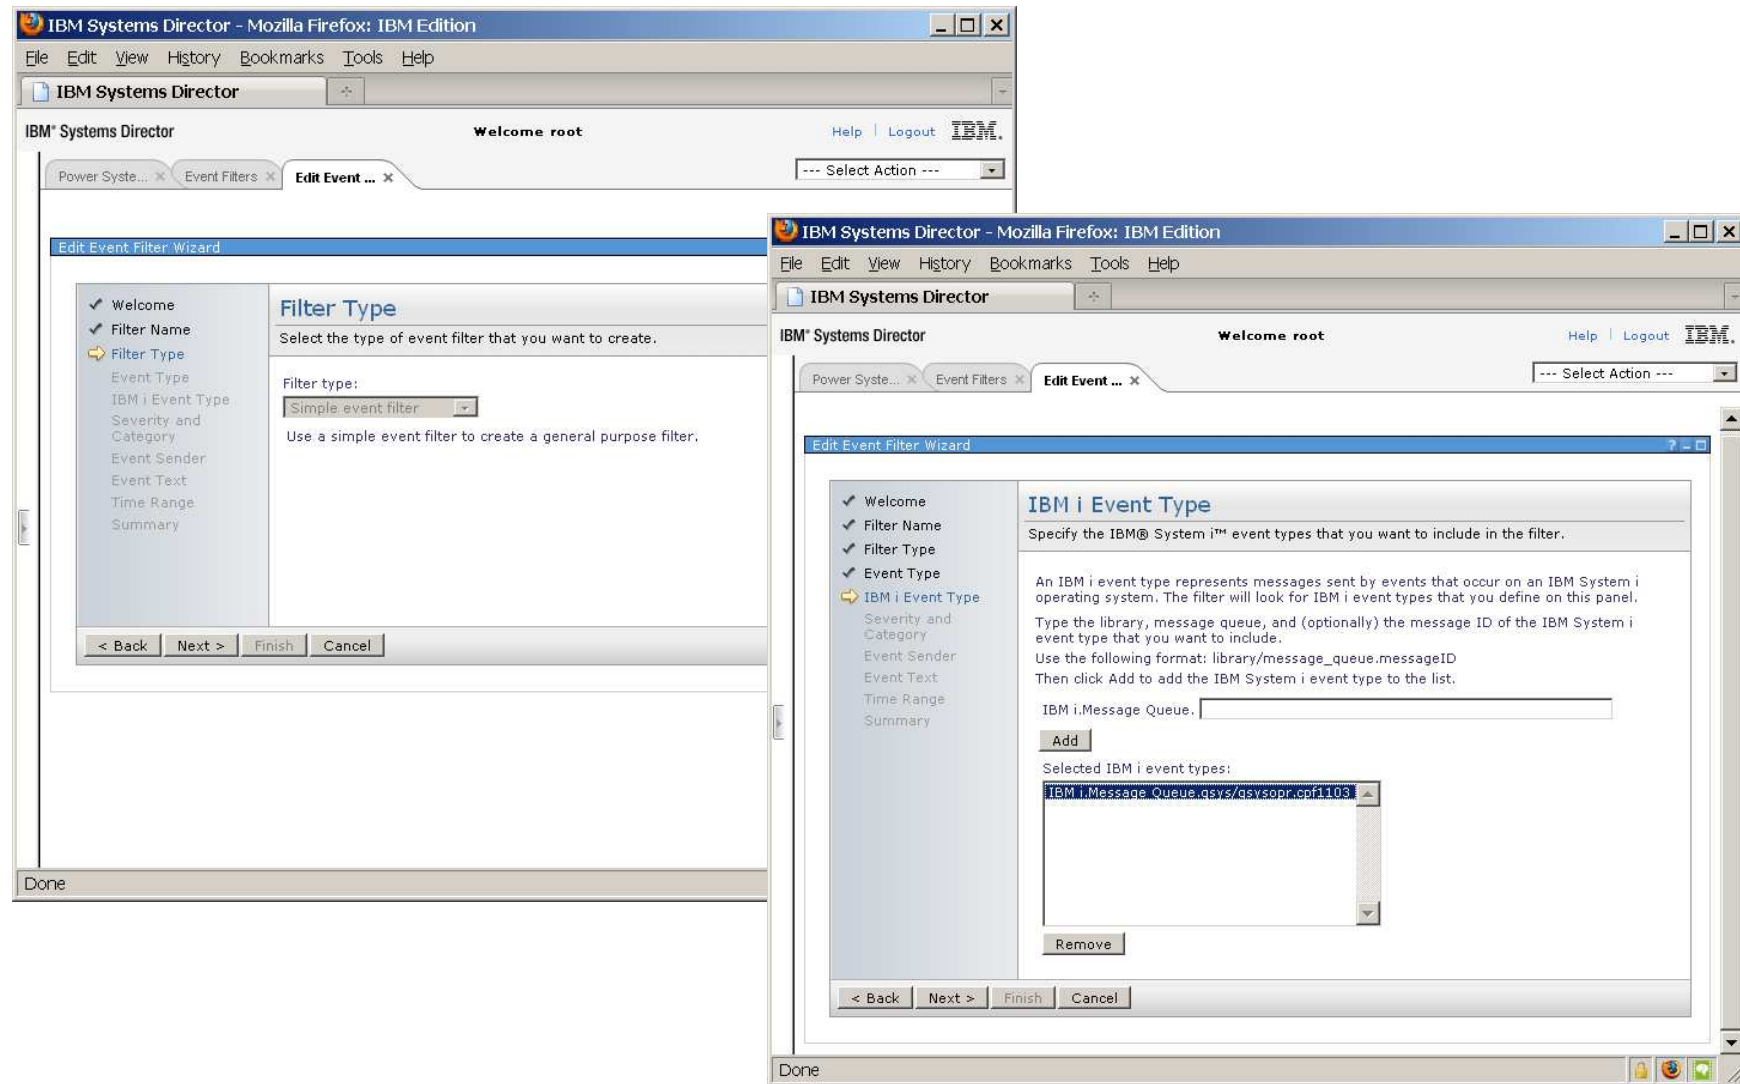 IBM Systems Director - Mozilla Firefox: IBM Edition
File Edit View History Bookmarks Tools Help
IBM Systems Director
IBM® Systems Director Welcome root Help Logout IBM.
Power Syste... Event Filters Edit Event ... --- Select Action ---
Edit Event Filter Wizard
Welcome
Filter Name
Filter Type
Event Type
IBM i Event Type
Severity and
Category
Event Sender
Event Text
Time Range
Summary
Filter Type
Select the type of event filter that you want to create.
Filter type:
Simple event filter
Use a simple event filter to create a general purpose filter.
< Back Next > Finish Cancel
Done
IBM Systems Director - Mozilla Firefox: IBM Edition
File Edit View History Bookmarks Tools Help
IBM Systems Director
IBM® Systems Director Welcome root Help Logout IBM.
Power Syste... Event Filters Edit Event ... --- Select Action ---
Edit Event Filter Wizard
Welcome
Filter Name
Filter Type
Event Type
IBM i Event Type
Severity and
Category
Event Sender
Event Text
Time Range
Summary
IBM i Event Type
Specify the IBM® System i™ event types that you want to include in the filter.
An IBM i event type represents messages sent by events that occur on an IBM System i
operating system. The filter will look for IBM i event types that you define on this panel.
Type the library, message queue, and (optionally) the message ID of the IBM System i
event type that you want to include.
Use the following format: library/message_queue.messageID
Then click Add to add the IBM System i event type to the list.
IBM i.Message Queue.
Add
Selected IBM i event types:
IBM i.Message Queue.qsys/qsysopr.cpf1103
Remove
< Back Next > Finish Cancel
Done